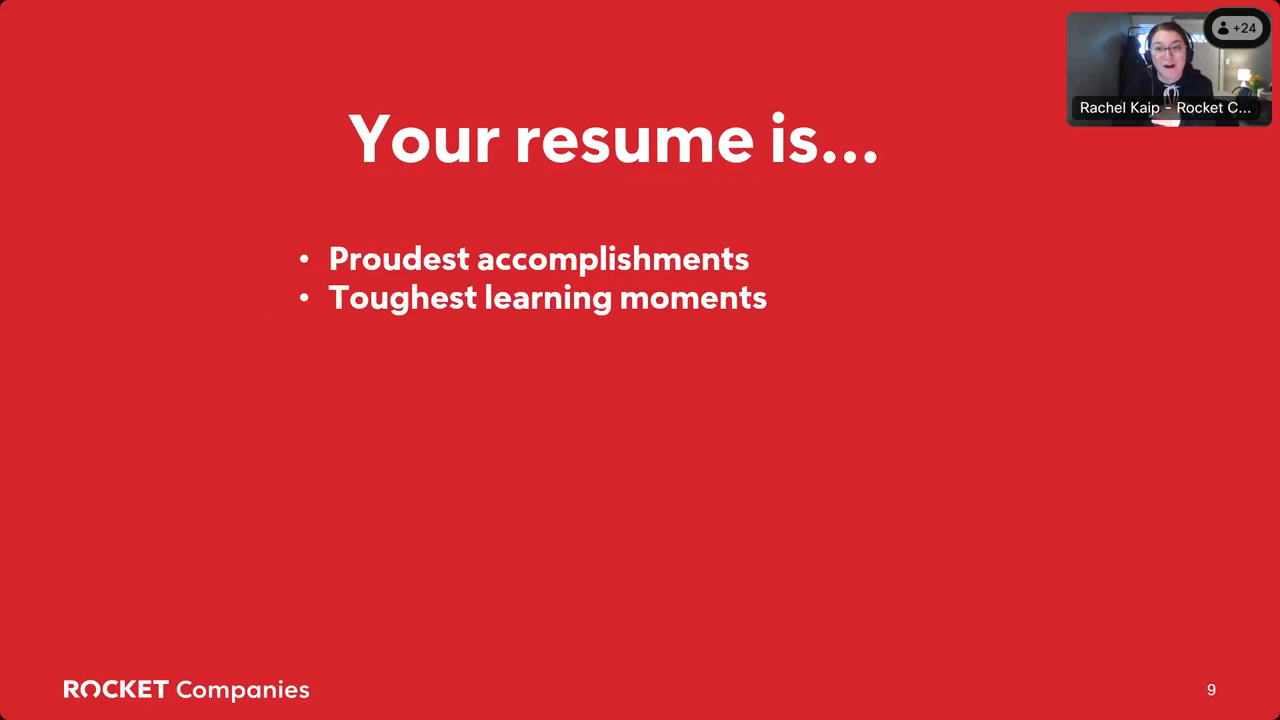 +24
Rachel Kaip - Rocket C...
Your resume is...
• Proudest accomplishments
• Toughest learning moments
ROCKET Companies
9